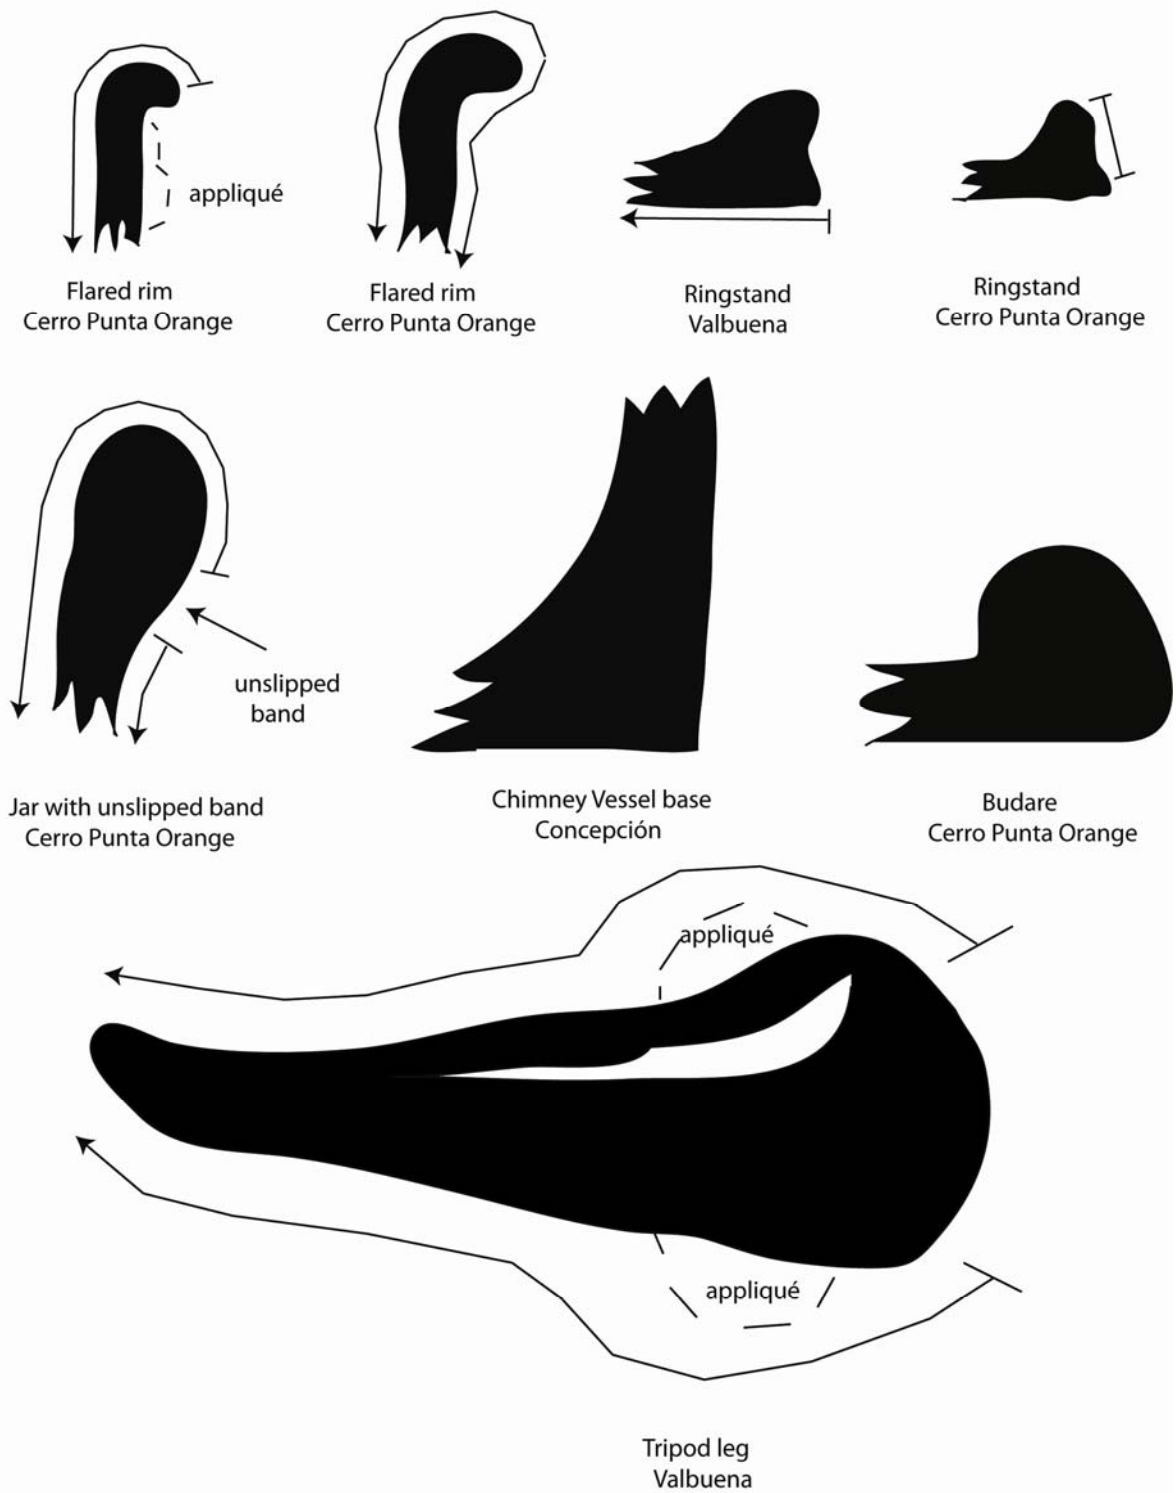 appliqué
Flared rim
Cerro Punta Orange
Flared rim
Cerro Punta Orange
Ringstand
Valbuena
Ringstand
Cerro Punta Orange
unslipped
band
Jar with unslipped band
Cerro Punta Orange
Chimney Vessel base
Concepción
Budare
Cerro Punta Orange
appliqué
appliqué
Tripod leg
Valbuena